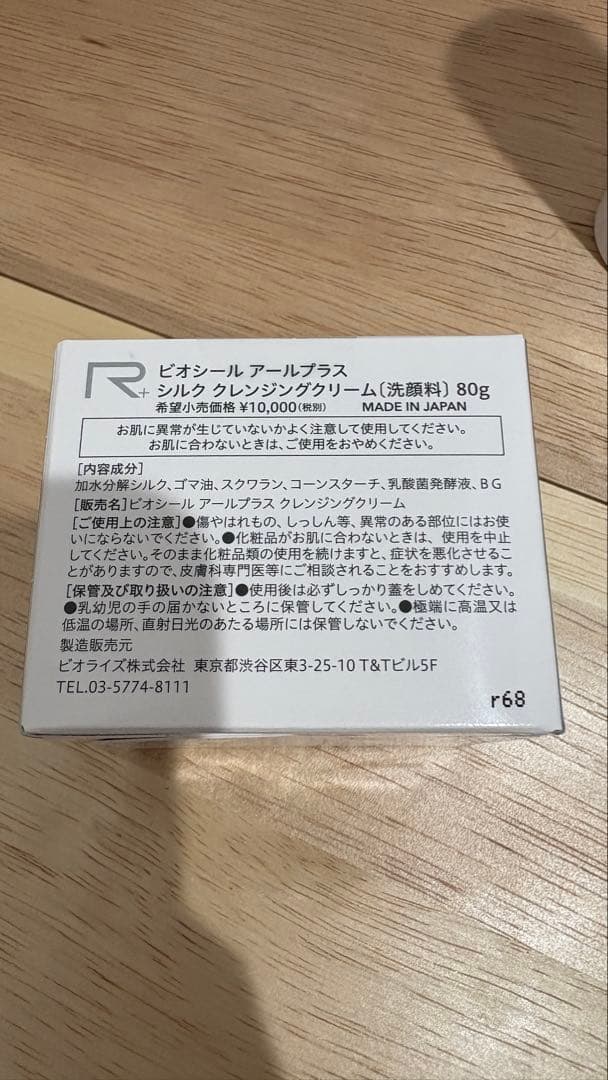 R+
ビオシール アールプラス
シルク クレンジングクリーム〔洗顔料〕 80g
希望小売価格 ¥10,000(税別) MADE IN JAPAN
お肌に異常が生じていないかよく注意して使用してください。
お肌に合わないときは、ご使用をおやめください。
[内容成分]
加水分解シルク、ゴマ油、スクワラン、コーンスターチ、乳酸菌発酵液、BG
[販売名]ビオシール アールプラス クレンジングクリーム
[ご使用上の注意]●傷やはれもの、しっしん等、異常のある部位にはお使
いにならないでください。●化粧品がお肌に合わないときは、使用を中止
してください。そのまま化粧品類の使用を続けますと、症状を悪化させるこ
とがありますので、皮膚科専門医等にご相談されることをおすすめします。
[保管及び取り扱いの注意]●使用後は必ずしっかり蓋をしめてください。
●乳幼児の手の届かないところに保管してください。●極端に高温又は
低温の場所、直射日光のあたる場所には保管しないでください。
製造販売元
ビオライズ株式会社 東京都渋谷区東3-25-10 T&Tビル5F
TEL.03-5774-8111
r68